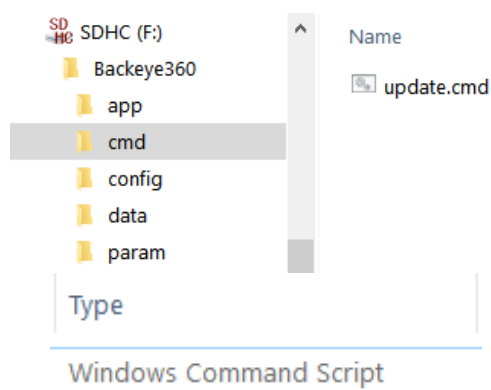 SD
HC SDHC (F:)
Backeye360
app
cmd
config
data
param
Name
update.cmd
Type
Windows Command Script